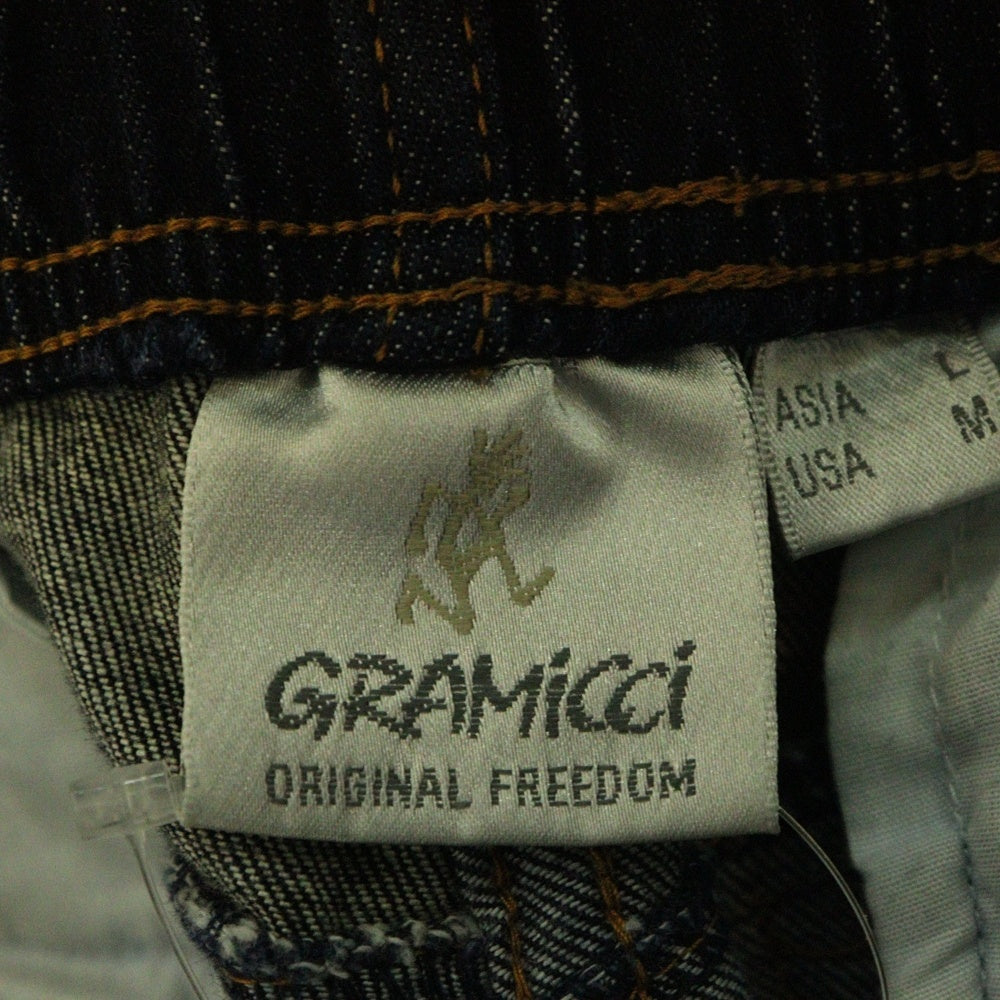 GRAMiCCi
ORIGINAL FREEDOM
ASIA L
USA M